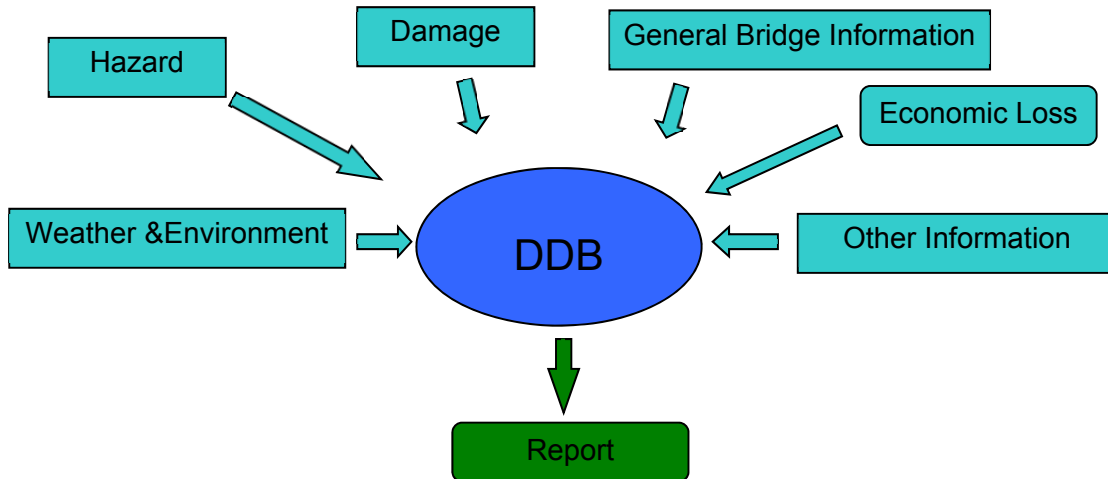 Damage
General Bridge Information
Hazard
Economic Loss
Weather &Environment
Other Information
DDB
Report